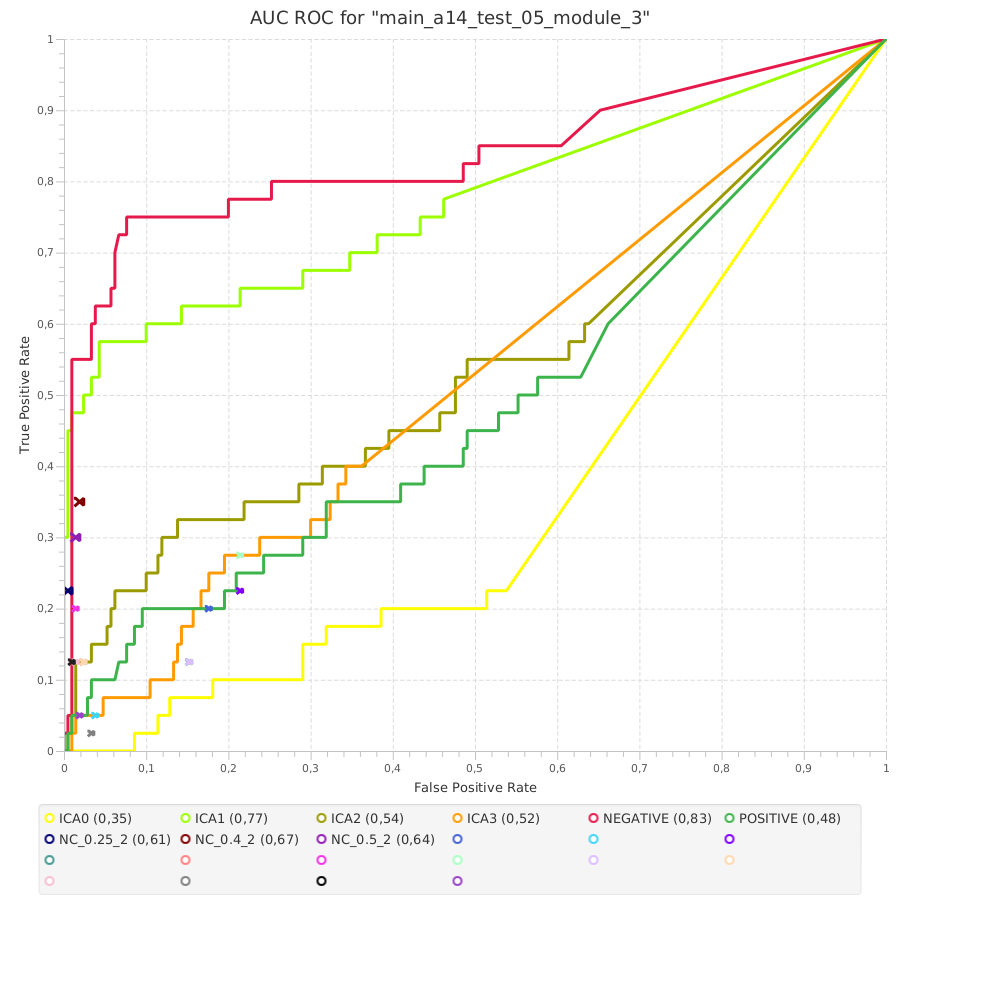 AUC ROC for "main_a14_test_05_module_3"
1
0,9
0,8
0,7
0,6
0,5
0,4
0,3
0,2
0,1
0
True Positive Rate
0 0,1 0,2 0,3 0,4 0,5 0,6 0,7 0,8 0,9 1
False Positive Rate
ICA0 (0,35) ICA1 (0,77) ICA2 (0,54) ICA3 (0,52) NEGATIVE (0,83) POSITIVE (0,48)
NC_0.25_2 (0,61) NC_0.4_2 (0,67) NC_0.5_2 (0,64)